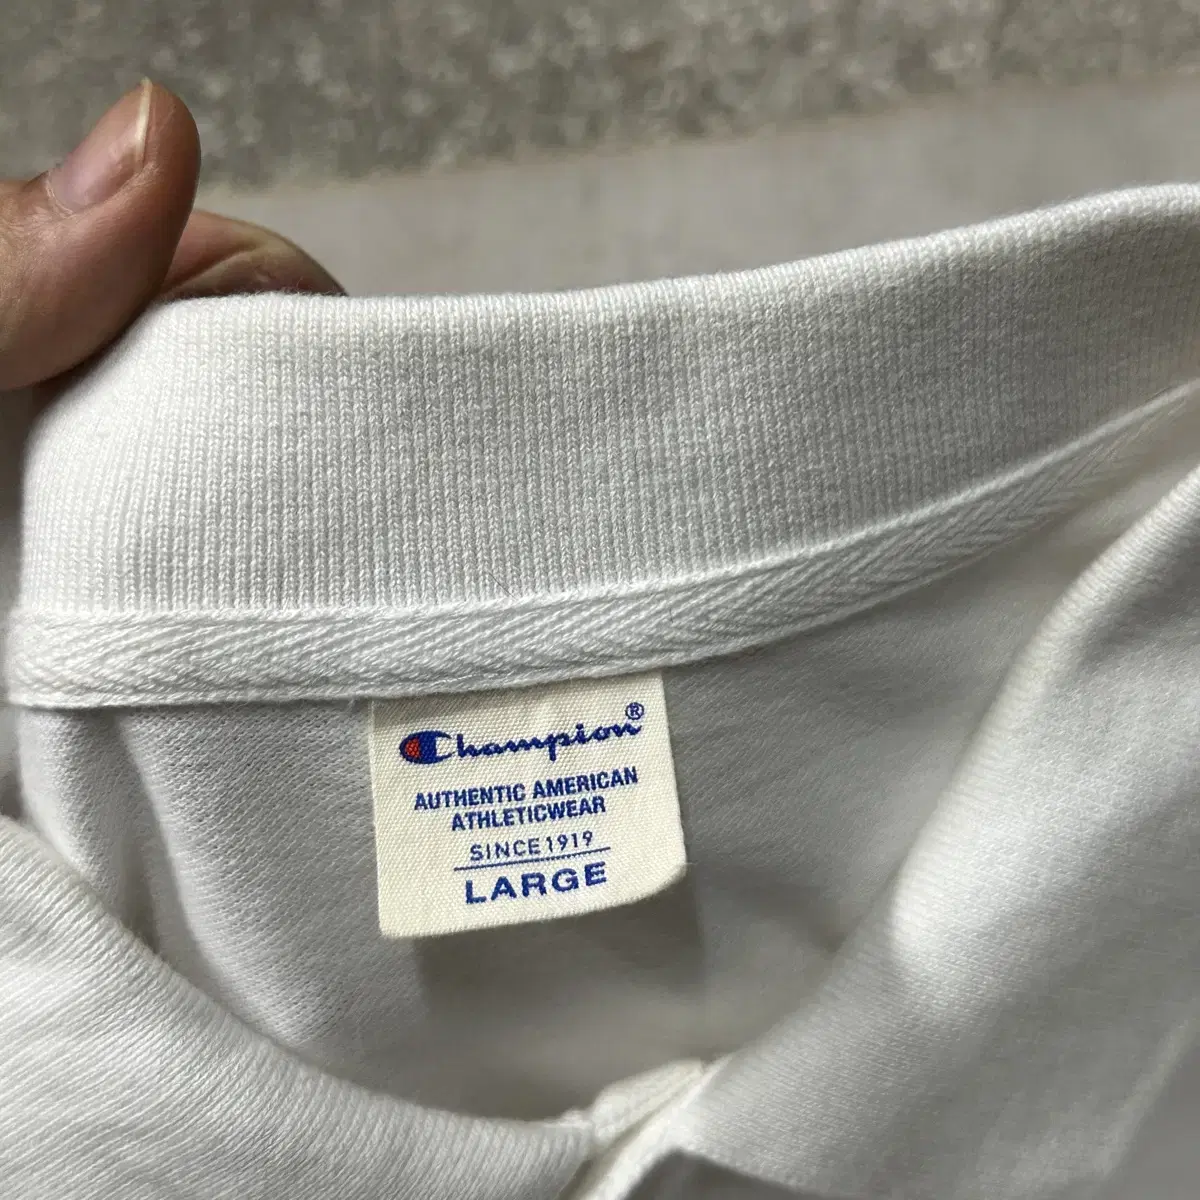 Champion®
AUTHENTIC AMERICAN
ATHLETICWEAR
SINCE 1919
LARGE